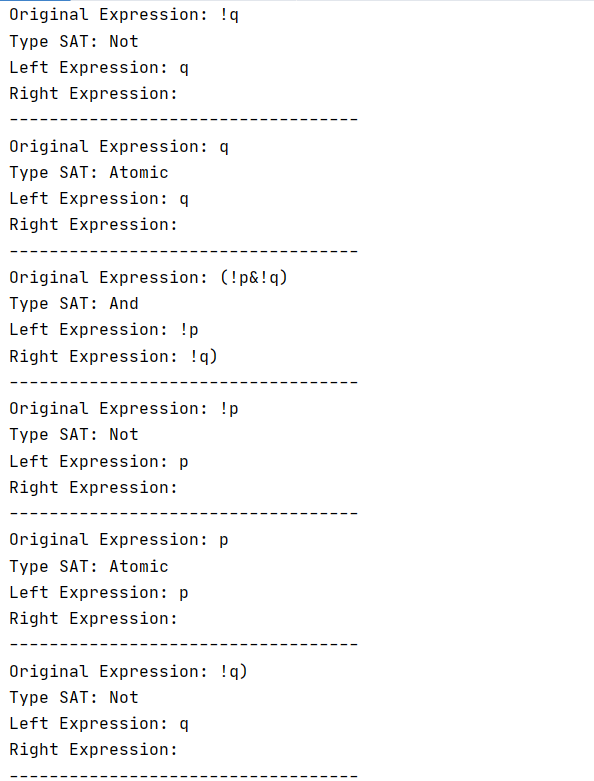 Original Expression: !q
Type SAT: Not
Left Expression: q
Right Expression:
-----------------------------------
Original Expression: q
Type SAT: Atomic
Left Expression: q
Right Expression:
-----------------------------------
Original Expression: (!p&!q)
Type SAT: And
Left Expression: !p
Right Expression: !q)
-----------------------------------
Original Expression: !p
Type SAT: Not
Left Expression: p
Right Expression:
-----------------------------------
Original Expression: p
Type SAT: Atomic
Left Expression: p
Right Expression:
-----------------------------------
Original Expression: !q)
Type SAT: Not
Left Expression: q
Right Expression:
-----------------------------------